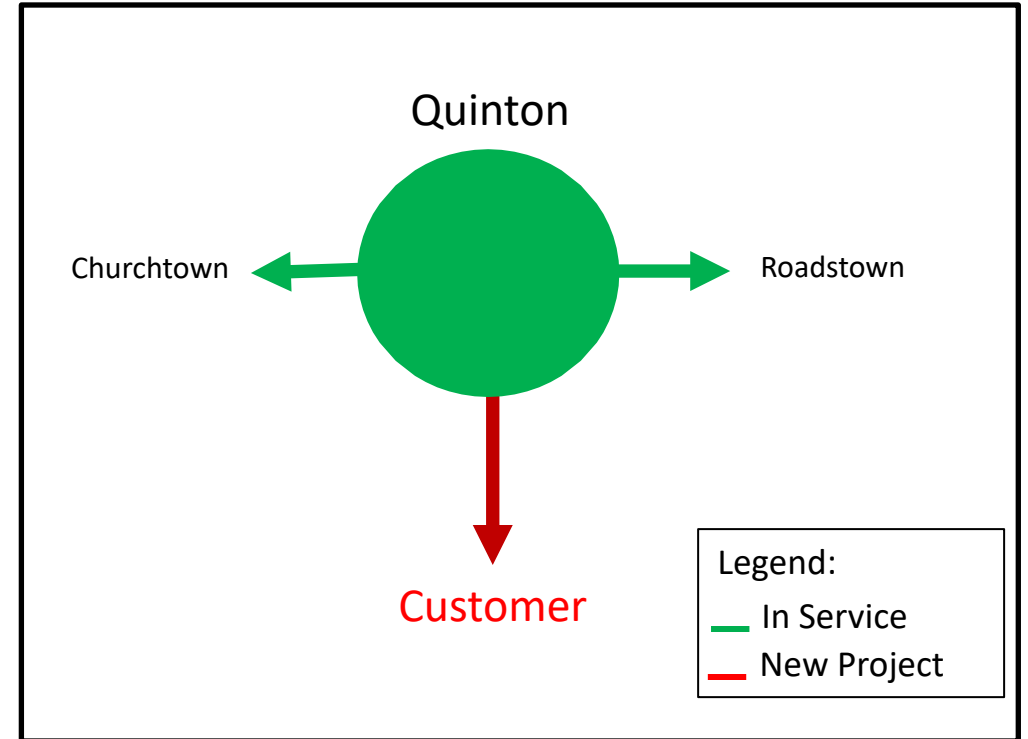 Quinton
Churchtown
Roadstown
Customer
Legend:
In Service
New Project